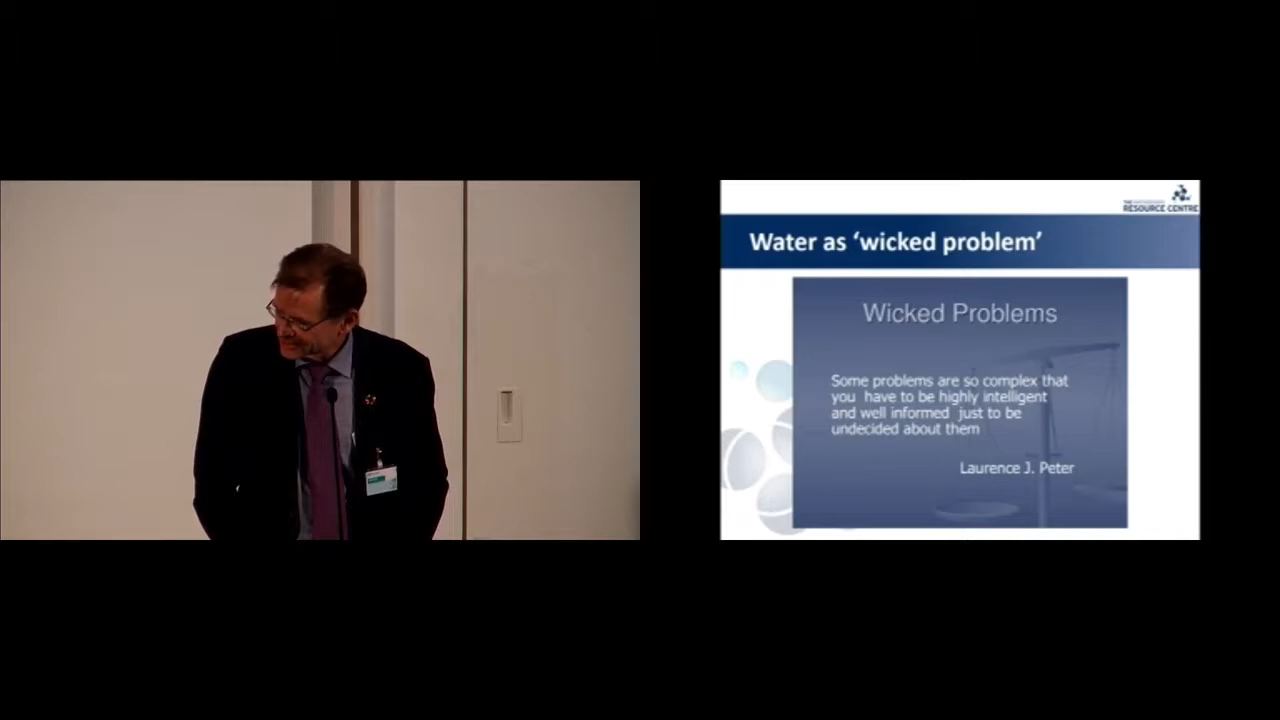 THE
RESOURCE CENTRE
Water as ‘wicked problem’
Wicked Problems
Some problems are so complex that
you have to be highly intelligent
and well informed just to be
undecided about them
Laurence J. Peter